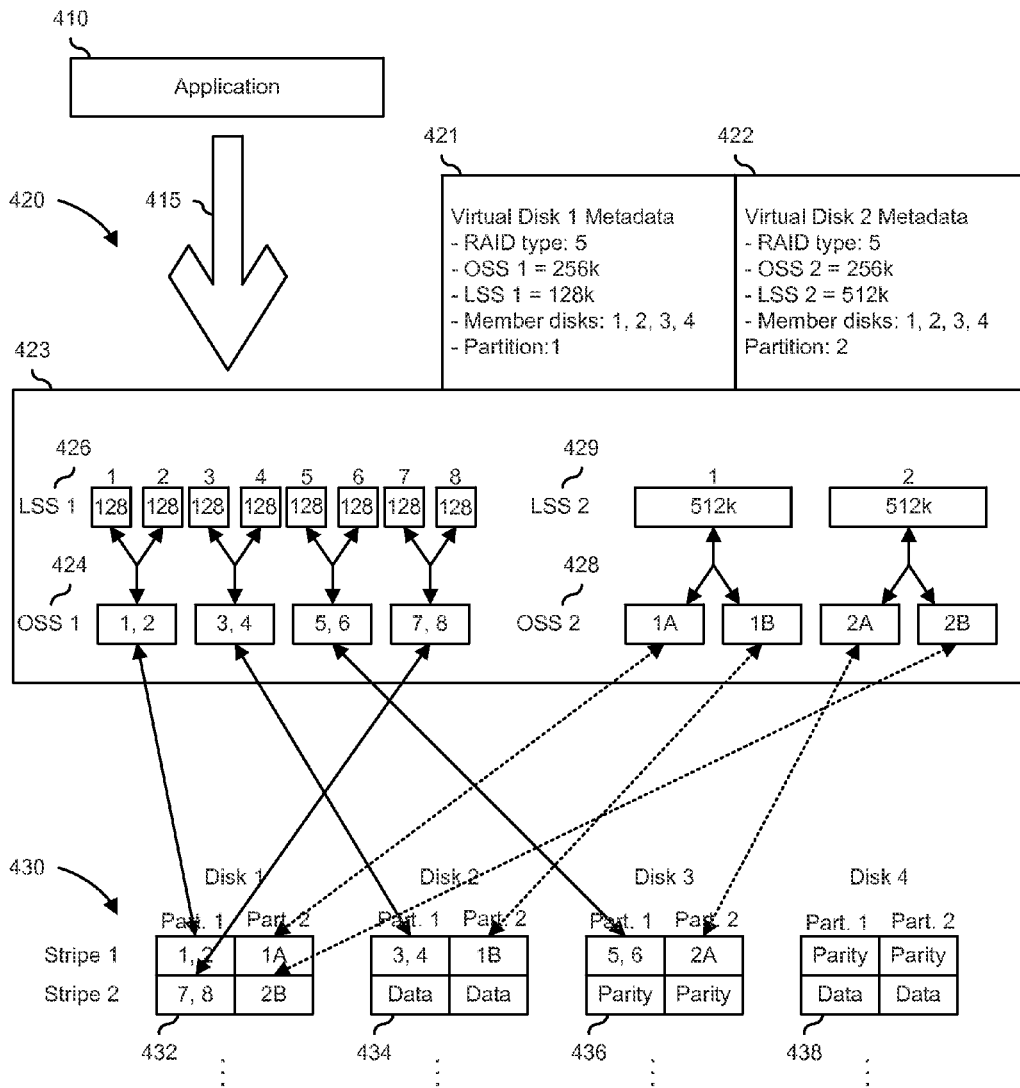 410
Application
421
422
420
415
Virtual Disk 1 Metadata
- RAID type: 5
- OSS 1 = 256k
- LSS 1 = 128k
- Member disks: 1, 2, 3, 4
- Partition:1
Virtual Disk 2 Metadata
- RAID type: 5
- OSS 2 = 256k
- LSS 2 = 512k
- Member disks: 1, 2, 3, 4
Partition: 2
423
426
1 2 3 4 5 6 7 8
LSS 1 128 128 128 128 128 128 128 128
429
1 2
LSS 2 512k 512k
424
OSS 1 1, 2 3, 4 5, 6 7, 8
428
OSS 2 1A 1B 2A 2B
430
Disk 1 Disk 2 Disk 3 Disk 4
Part. 1 Part. 2 Part. 1 Part. 2 Part. 1 Part. 2 Part. 1 Part. 2
Stripe 1 1, 2 1A 3, 4 1B 5, 6 2A Parity Parity
Stripe 2 7, 8 2B Data Data Parity Parity Data Data
432 434 436 438